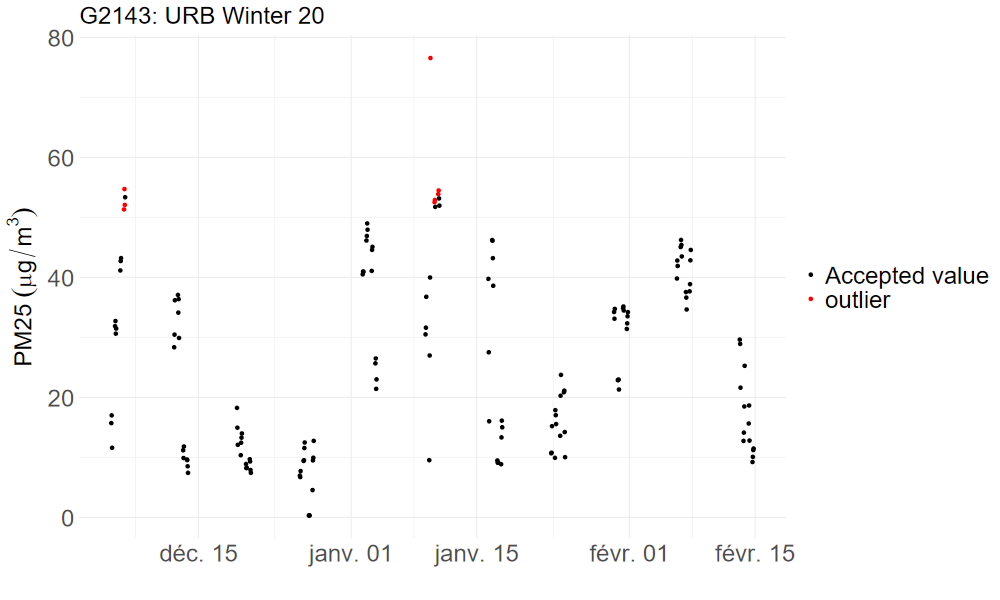 G2143: URB Winter 20
80
60
40
20
0
PM25 (μg/m³)
déc. 15
janv. 01
janv. 15
févr. 01
févr. 15
Accepted value
outlier